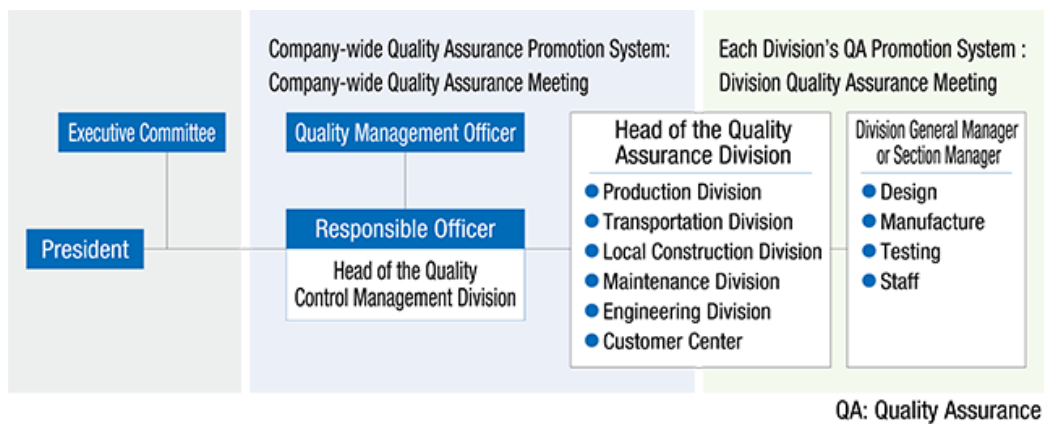 Company-wide Quality Assurance Promotion System:
Company-wide Quality Assurance Meeting
Each Division's QA Promotion System :
Division Quality Assurance Meeting
Executive Committee
President
Quality Management Officer
Responsible Officer
Head of the Quality
Control Management Division
Head of the Quality
Assurance Division
Production Division
Transportation Division
Local Construction Division
Maintenance Division
Engineering Division
Customer Center
Division General Manager
or Section Manager
Design
Manufacture
Testing
Staff
QA: Quality Assurance